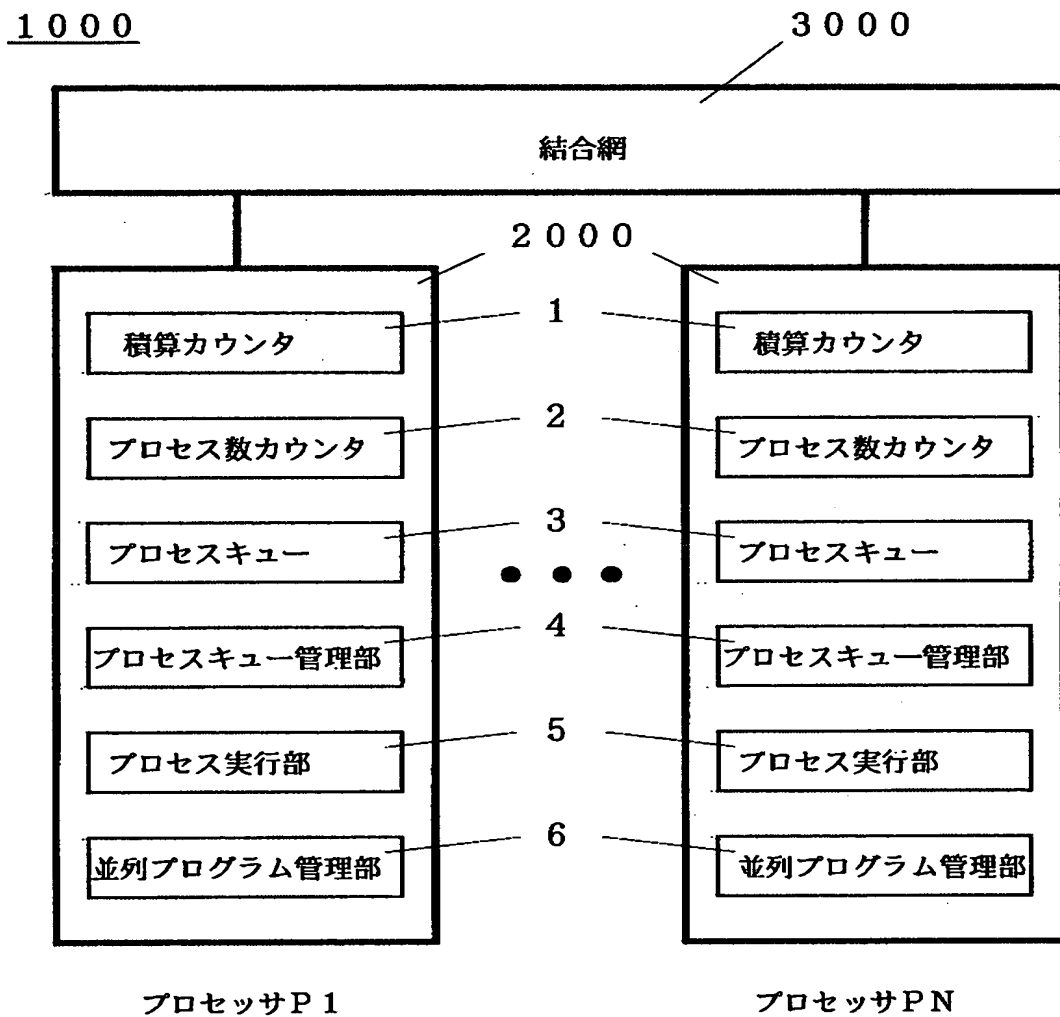 １０００
３０００
結合網
２０００
積算カウンタ
１
積算カウンタ
プロセス数カウンタ
２
プロセス数カウンタ
プロセスキュー
３
プロセスキュー
●●●
プロセスキュー管理部
４
プロセスキュー管理部
プロセス実行部
５
プロセス実行部
並列プログラム管理部
６
並列プログラム管理部
プロセッサＰ１
プロセッサＰＮ